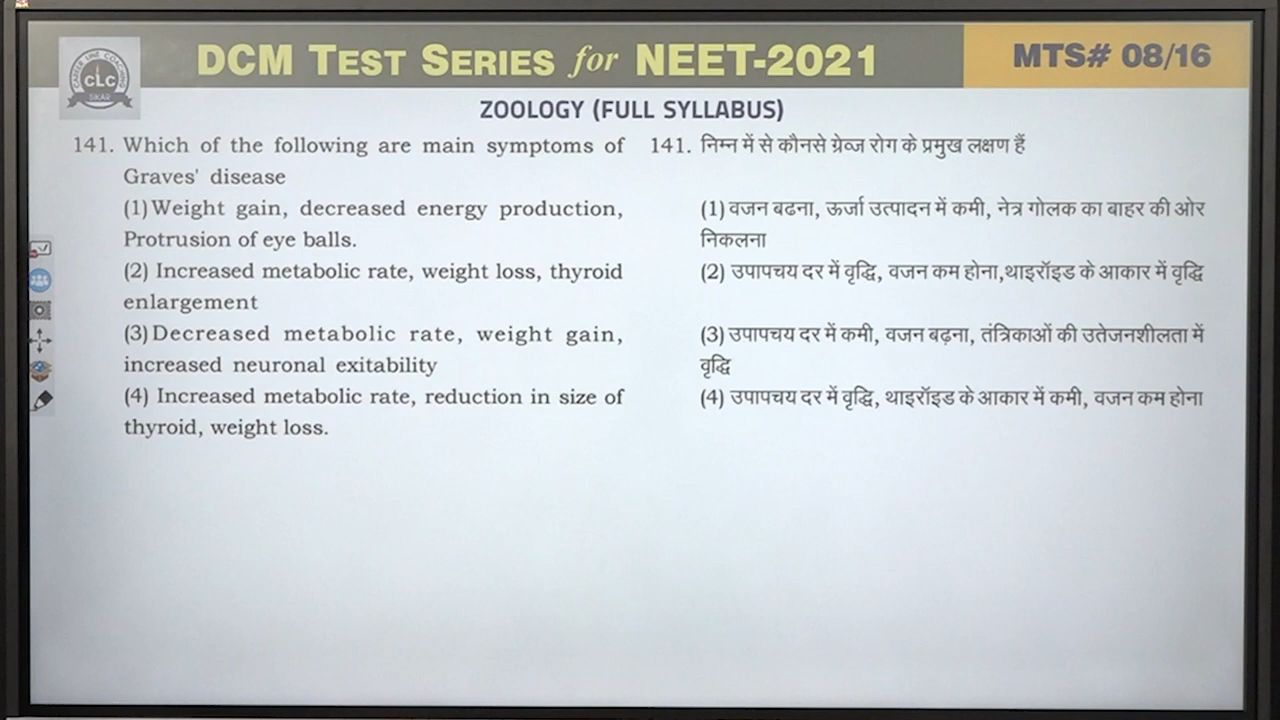 DCM TEST SERIES for NEET-2021
MTS# 08/16
CAREER LINE COACHING
CLC
SIKAR
ZOOLOGY (FULL SYLLABUS)
141. Which of the following are main symptoms of
Graves' disease
(1)Weight gain, decreased energy production,
Protrusion of eye balls.
(2) Increased metabolic rate, weight loss, thyroid
enlargement
(3)Decreased metabolic rate, weight gain,
increased neuronal exitability
(4) Increased metabolic rate, reduction in size of
thyroid, weight loss.
141. निम्न में से कौनसे ग्रेव्ज रोग के प्रमुख लक्षण हैं
(1) वजन बढना, ऊर्जा उत्पादन में कमी, नेत्र गोलक का बाहर की ओर
निकलना
(2) उपापचय दर में वृद्धि, वजन कम होना,थाइरॉइड के आकार में वृद्धि
(3) उपापचय दर में कमी, वजन बढ़ना, तंत्रिकाओं की उतेजनशीलता में
वृद्धि
(4) उपापचय दर में वृद्धि, थाइरॉइड के आकार में कमी, वजन कम होना